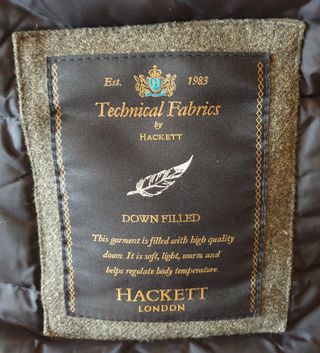 Est. 1983
Technical Fabrics
by
HACKETT
DOWN FILLED
This garment is filled with high quality
down. It is soft, light, warm and
helps regulate body temperature.
HACKETT
LONDON